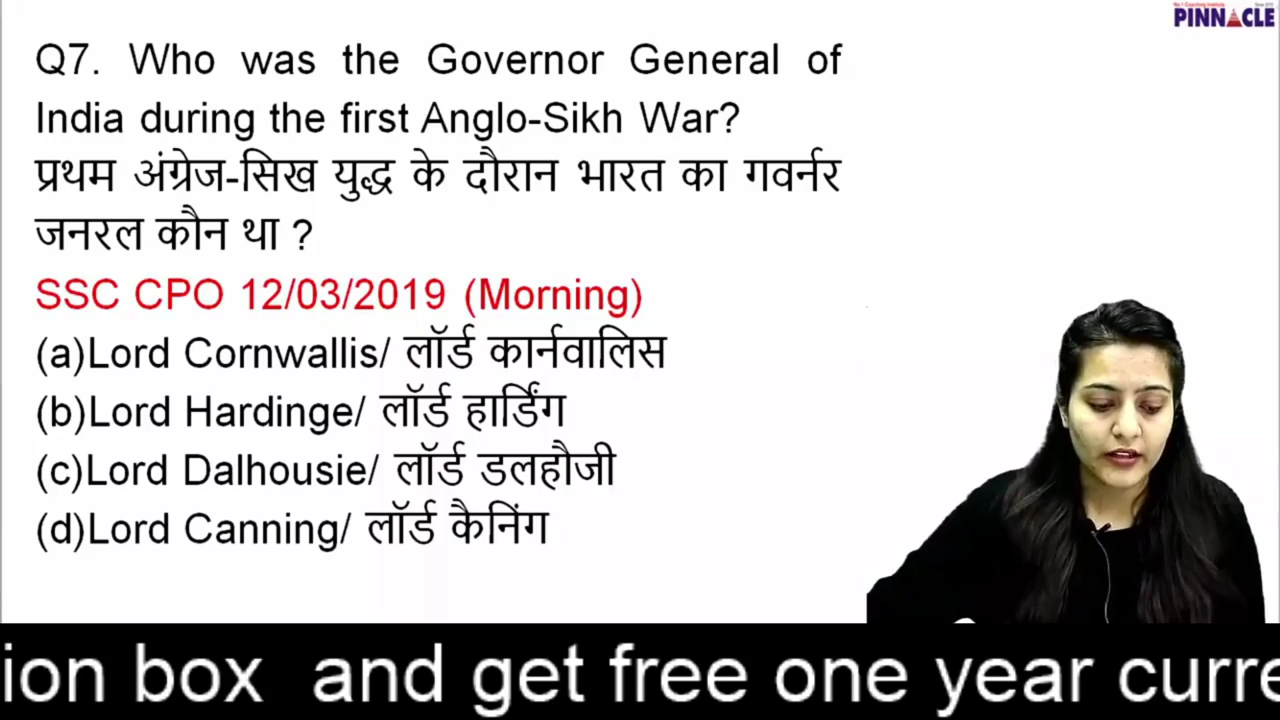 PINNACLE
Q7. Who was the Governor General of
India during the first Anglo-Sikh War?
प्रथम अंग्रेज-सिख युद्ध के दौरान भारत का गवर्नर
जनरल कौन था ?
SSC CPO 12/03/2019 (Morning)
(a)Lord Cornwallis/ लॉर्ड कार्नवालिस
(b)Lord Hardinge/ लॉर्ड हार्डिंग
(c)Lord Dalhousie/ लॉर्ड डलहौजी
(d)Lord Canning/ लॉर्ड कैनिंग
ion box and get free one year curre